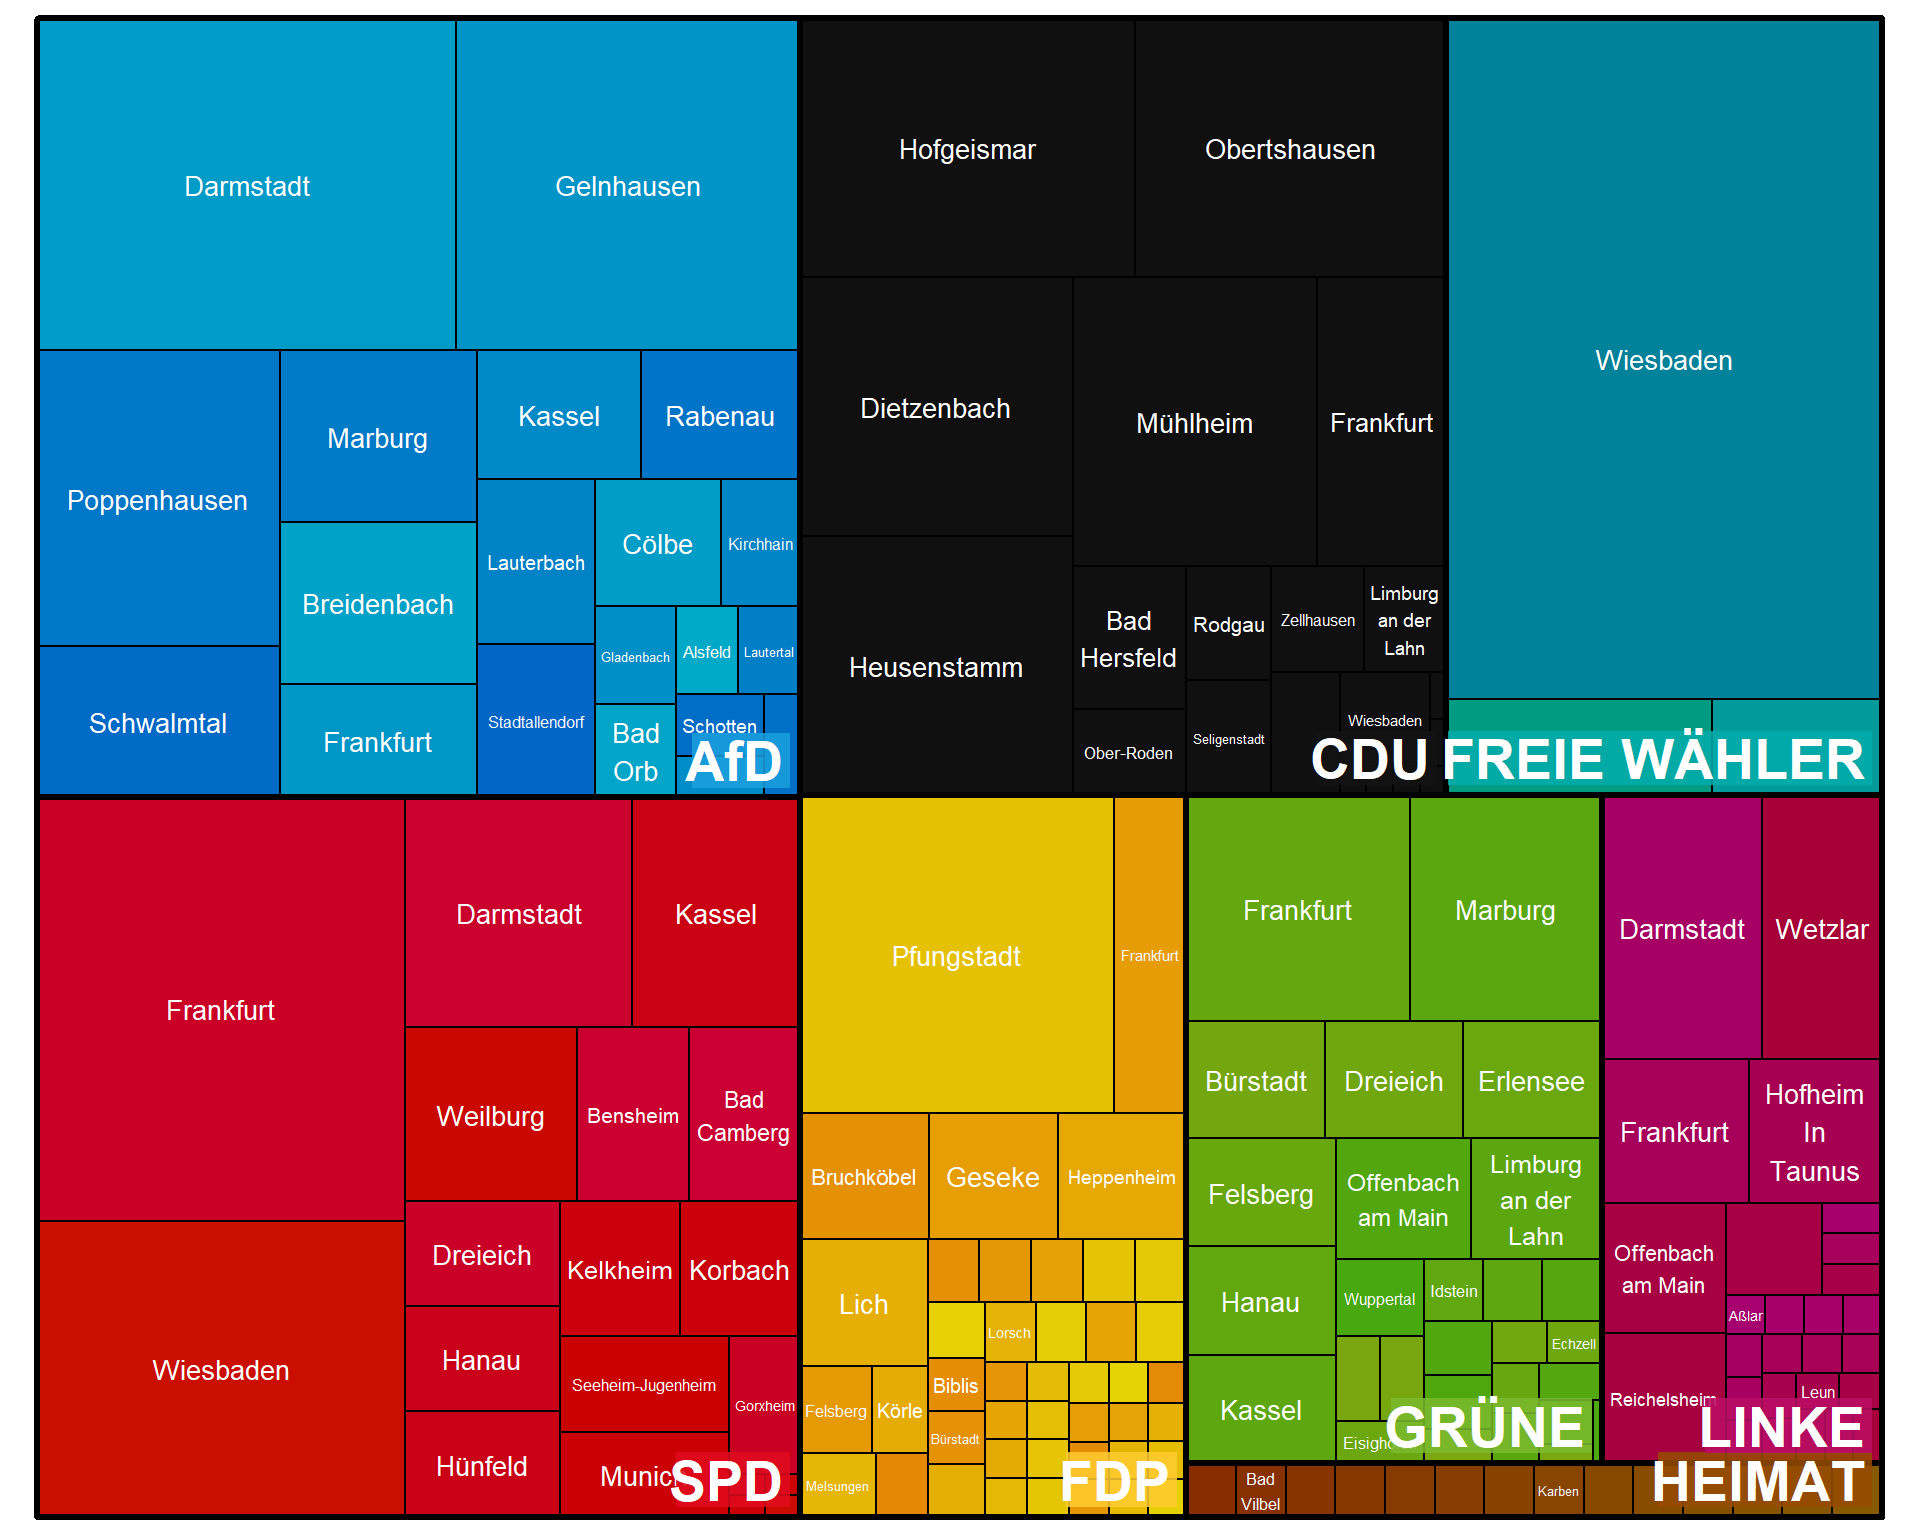 Darmstadt
Gelnhausen
Poppenhausen
Marburg
Kassel
Rabenau
Breidenbach
Lauterbach
Cölbe
Kirchhain
Schwalmtal
Frankfurt
Stadtallendorf
Gladenbach
Alsfeld
Lautertal
Bad
Orb
Schotten
AfD
Hofgeismar
Obertshausen
Dietzenbach
Mühlheim
Frankfurt
Heusenstamm
Bad
Hersfeld
Rodgau
Zellhausen
Limburg
an der
Lahn
Ober-Roden
Seligenstadt
Wiesbaden
CDU
Wiesbaden
FREIE WÄHLER
Frankfurt
Darmstadt
Kassel
Weilburg
Bensheim
Bad
Camberg
Wiesbaden
Dreieich
Kelkheim
Korbach
Hanau
Seeheim-Jugenheim
Gorxheim
Hünfeld
Munich
SPD
Pfungstadt
Frankfurt
Bruchköbel
Geseke
Heppenheim
Lich
Lorsch
Felsberg
Körle
Biblis
Bürstadt
Melsungen
FDP
Frankfurt
Marburg
Bürstadt
Dreieich
Erlensee
Felsberg
Offenbach
am Main
Limburg
an der
Lahn
Hanau
Wuppertal
Idstein
Echzell
Kassel
GRÜNE
Darmstadt
Wetzlar
Frankfurt
Hofheim
In
Taunus
Offenbach
am Main
Aßlar
Reichelsheim
Leun
LINKE
Bad
Vilbel
Karben
HEIMAT